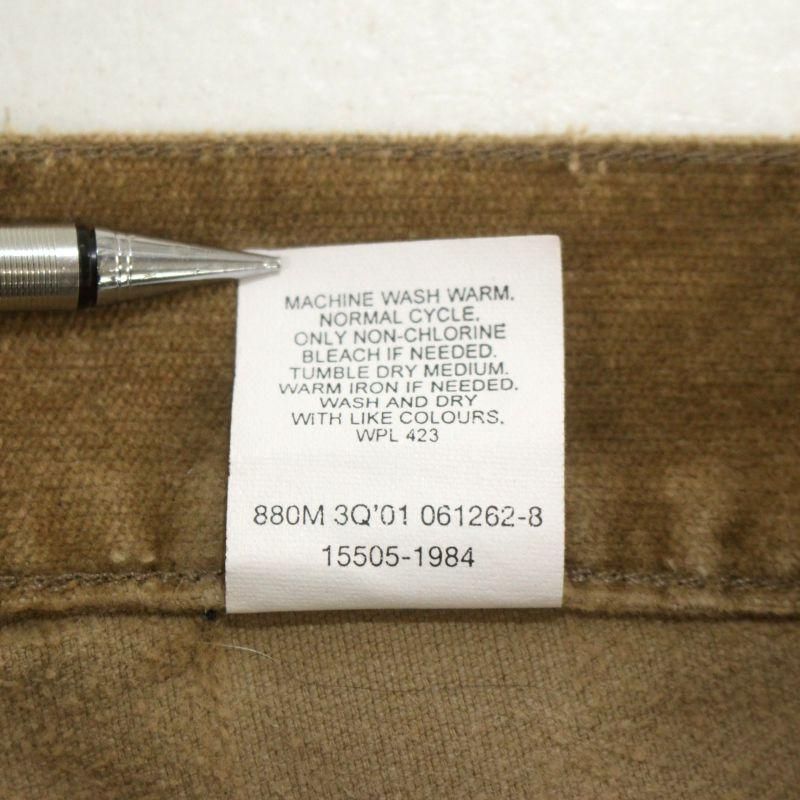 MACHINE WASH WARM.
NORMAL CYCLE.
ONLY NON-CHLORINE
BLEACH IF NEEDED.
TUMBLE DRY MEDIUM.
WARM IRON IF NEEDED.
WASH AND DRY
WITH LIKE COLOURS.
WPL 423
880M 3Q'01 061262-8
15505-1984